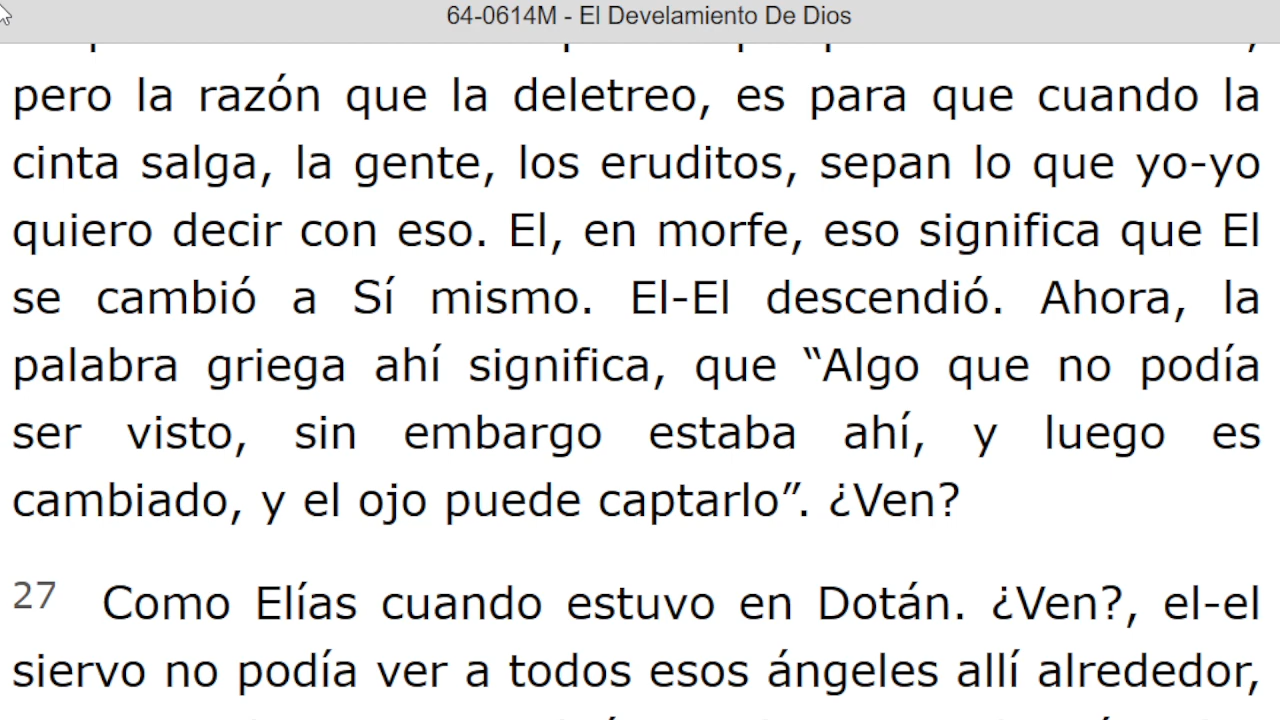 64-0614M - El Develamiento De Dios
pero la razón que la deletreo, es para que cuando la
cinta salga, la gente, los eruditos, sepan lo que yo-yo
quiero decir con eso. El, en morfe, eso significa que El
se cambió a Sí mismo. El-El descendió. Ahora, la
palabra griega ahí significa, que “Algo que no podía
ser visto, sin embargo estaba ahí, y luego es
cambiado, y el ojo puede captarlo”. ¿Ven?
27 Como Elías cuando estuvo en Dotán. ¿Ven?, el-el
siervo no podía ver a todos esos ángeles allí alrededor,